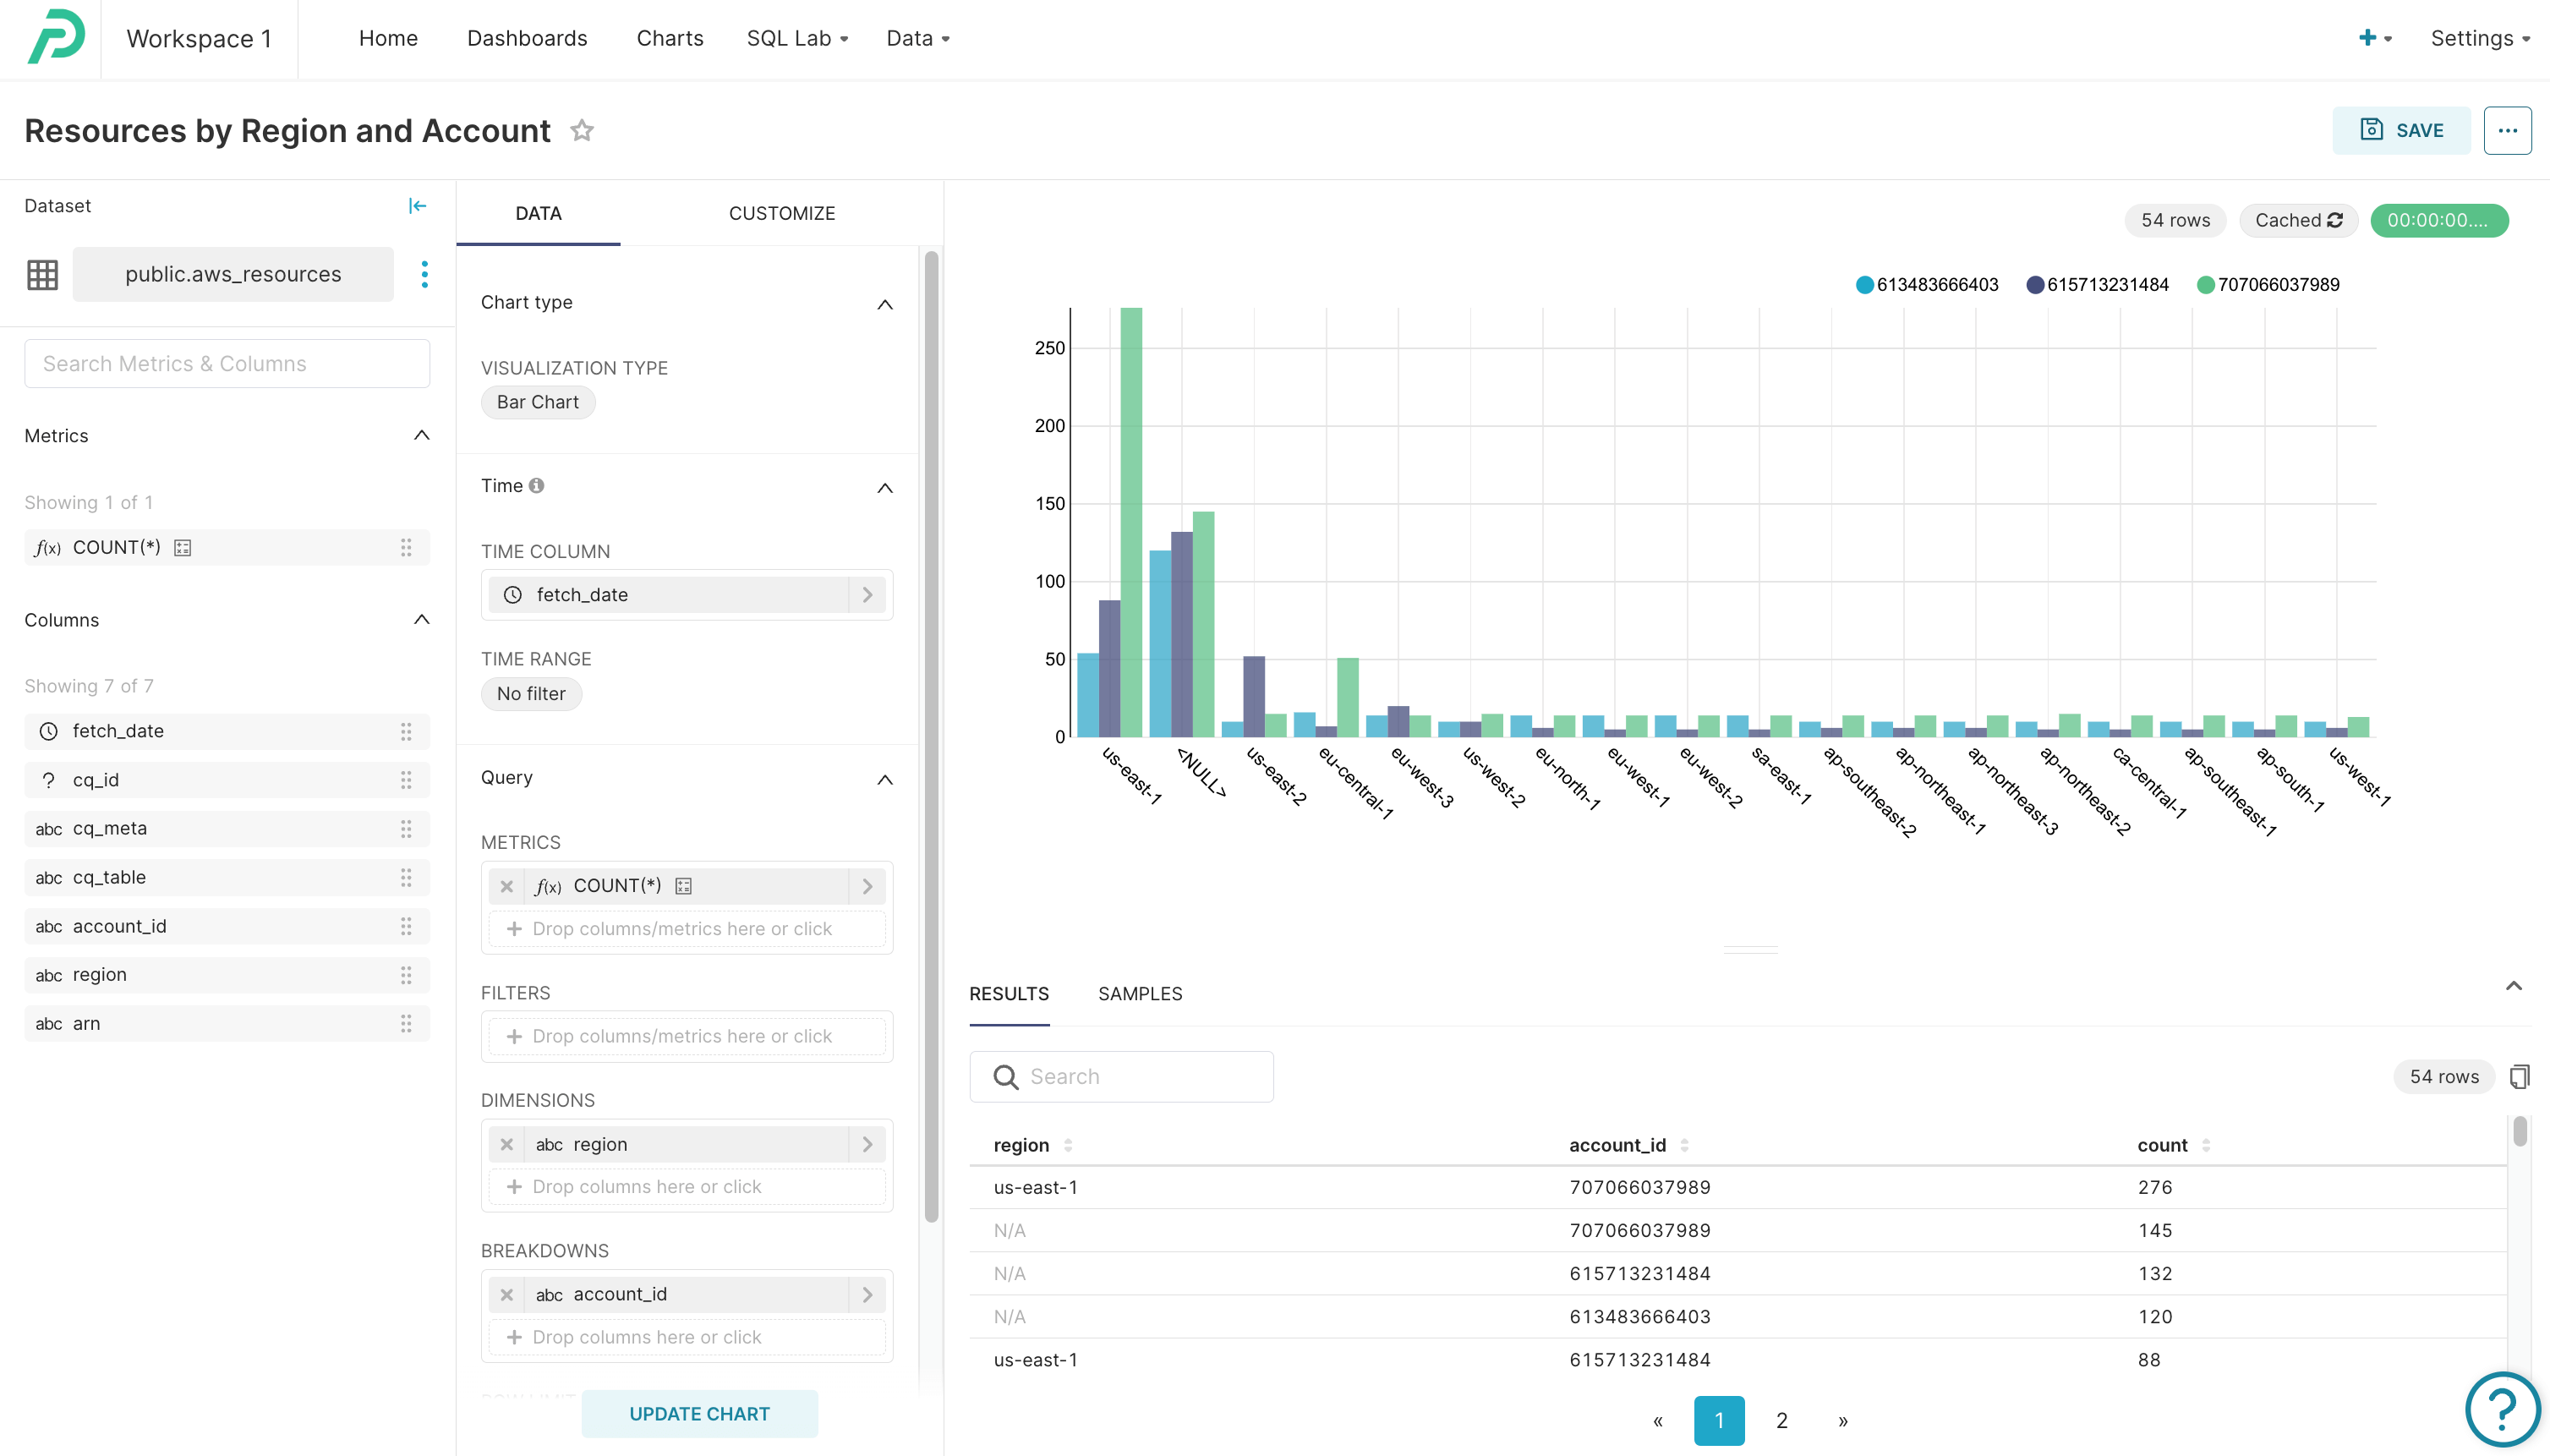 Workspace 1
Home
Dashboards
Charts
SQL Lab
Data
Settings
Resources by Region and Account
SAVE
Dataset
public.aws_resources
Search Metrics & Columns
Metrics
Showing 1 of 1
f(x) COUNT(*)
Columns
Showing 7 of 7
fetch_date
? cq_id
abc cq_meta
abc cq_table
abc account_id
abc region
abc arn
DATA
CUSTOMIZE
Chart type
VISUALIZATION TYPE
Bar Chart
Time
TIME COLUMN
fetch_date
TIME RANGE
No filter
Query
METRICS
f(x) COUNT(*)
Drop columns/metrics here or click
FILTERS
Drop columns/metrics here or click
DIMENSIONS
abc region
Drop columns here or click
BREAKDOWNS
abc account_id
Drop columns here or click
UPDATE CHART
54 rows
Cached
00:00:00....
613483666403
615713231484
707066037989
250
200
150
100
50
0
us-east-1
<NULL>
us-east-2
eu-central-1
eu-west-3
us-west-2
eu-north-1
eu-west-1
eu-west-2
sa-east-1
ap-southeast-2
ap-northeast-1
ap-northeast-3
ap-northeast-2
ca-central-1
ap-southeast-1
ap-south-1
us-west-1
RESULTS
SAMPLES
Search
54 rows
region account_id count
us-east-1 707066037989 276
N/A 707066037989 145
N/A 615713231484 132
N/A 613483666403 120
us-east-1 615713231484 88
« 1 2 »
?